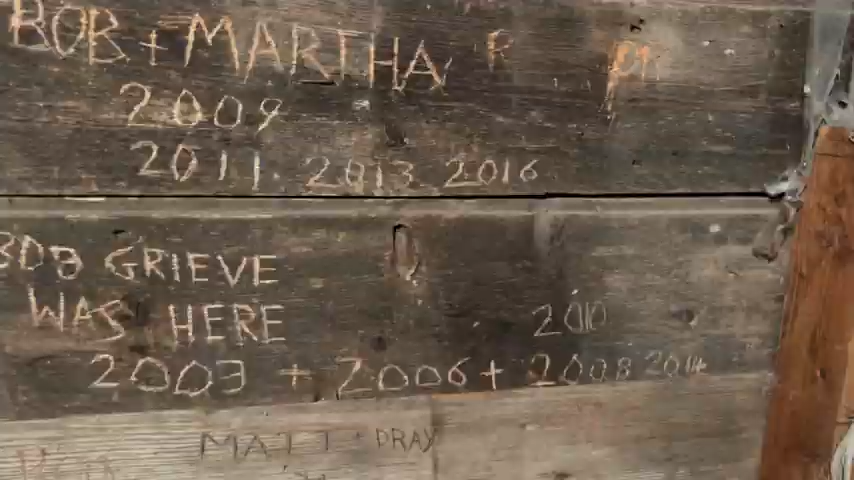 BOB + MARTHA
2009
2011 2013 2016
BOB GRIEVE
WAS HERE
2010
2003 + 2006 + 2008 2014
MATT + DRAY